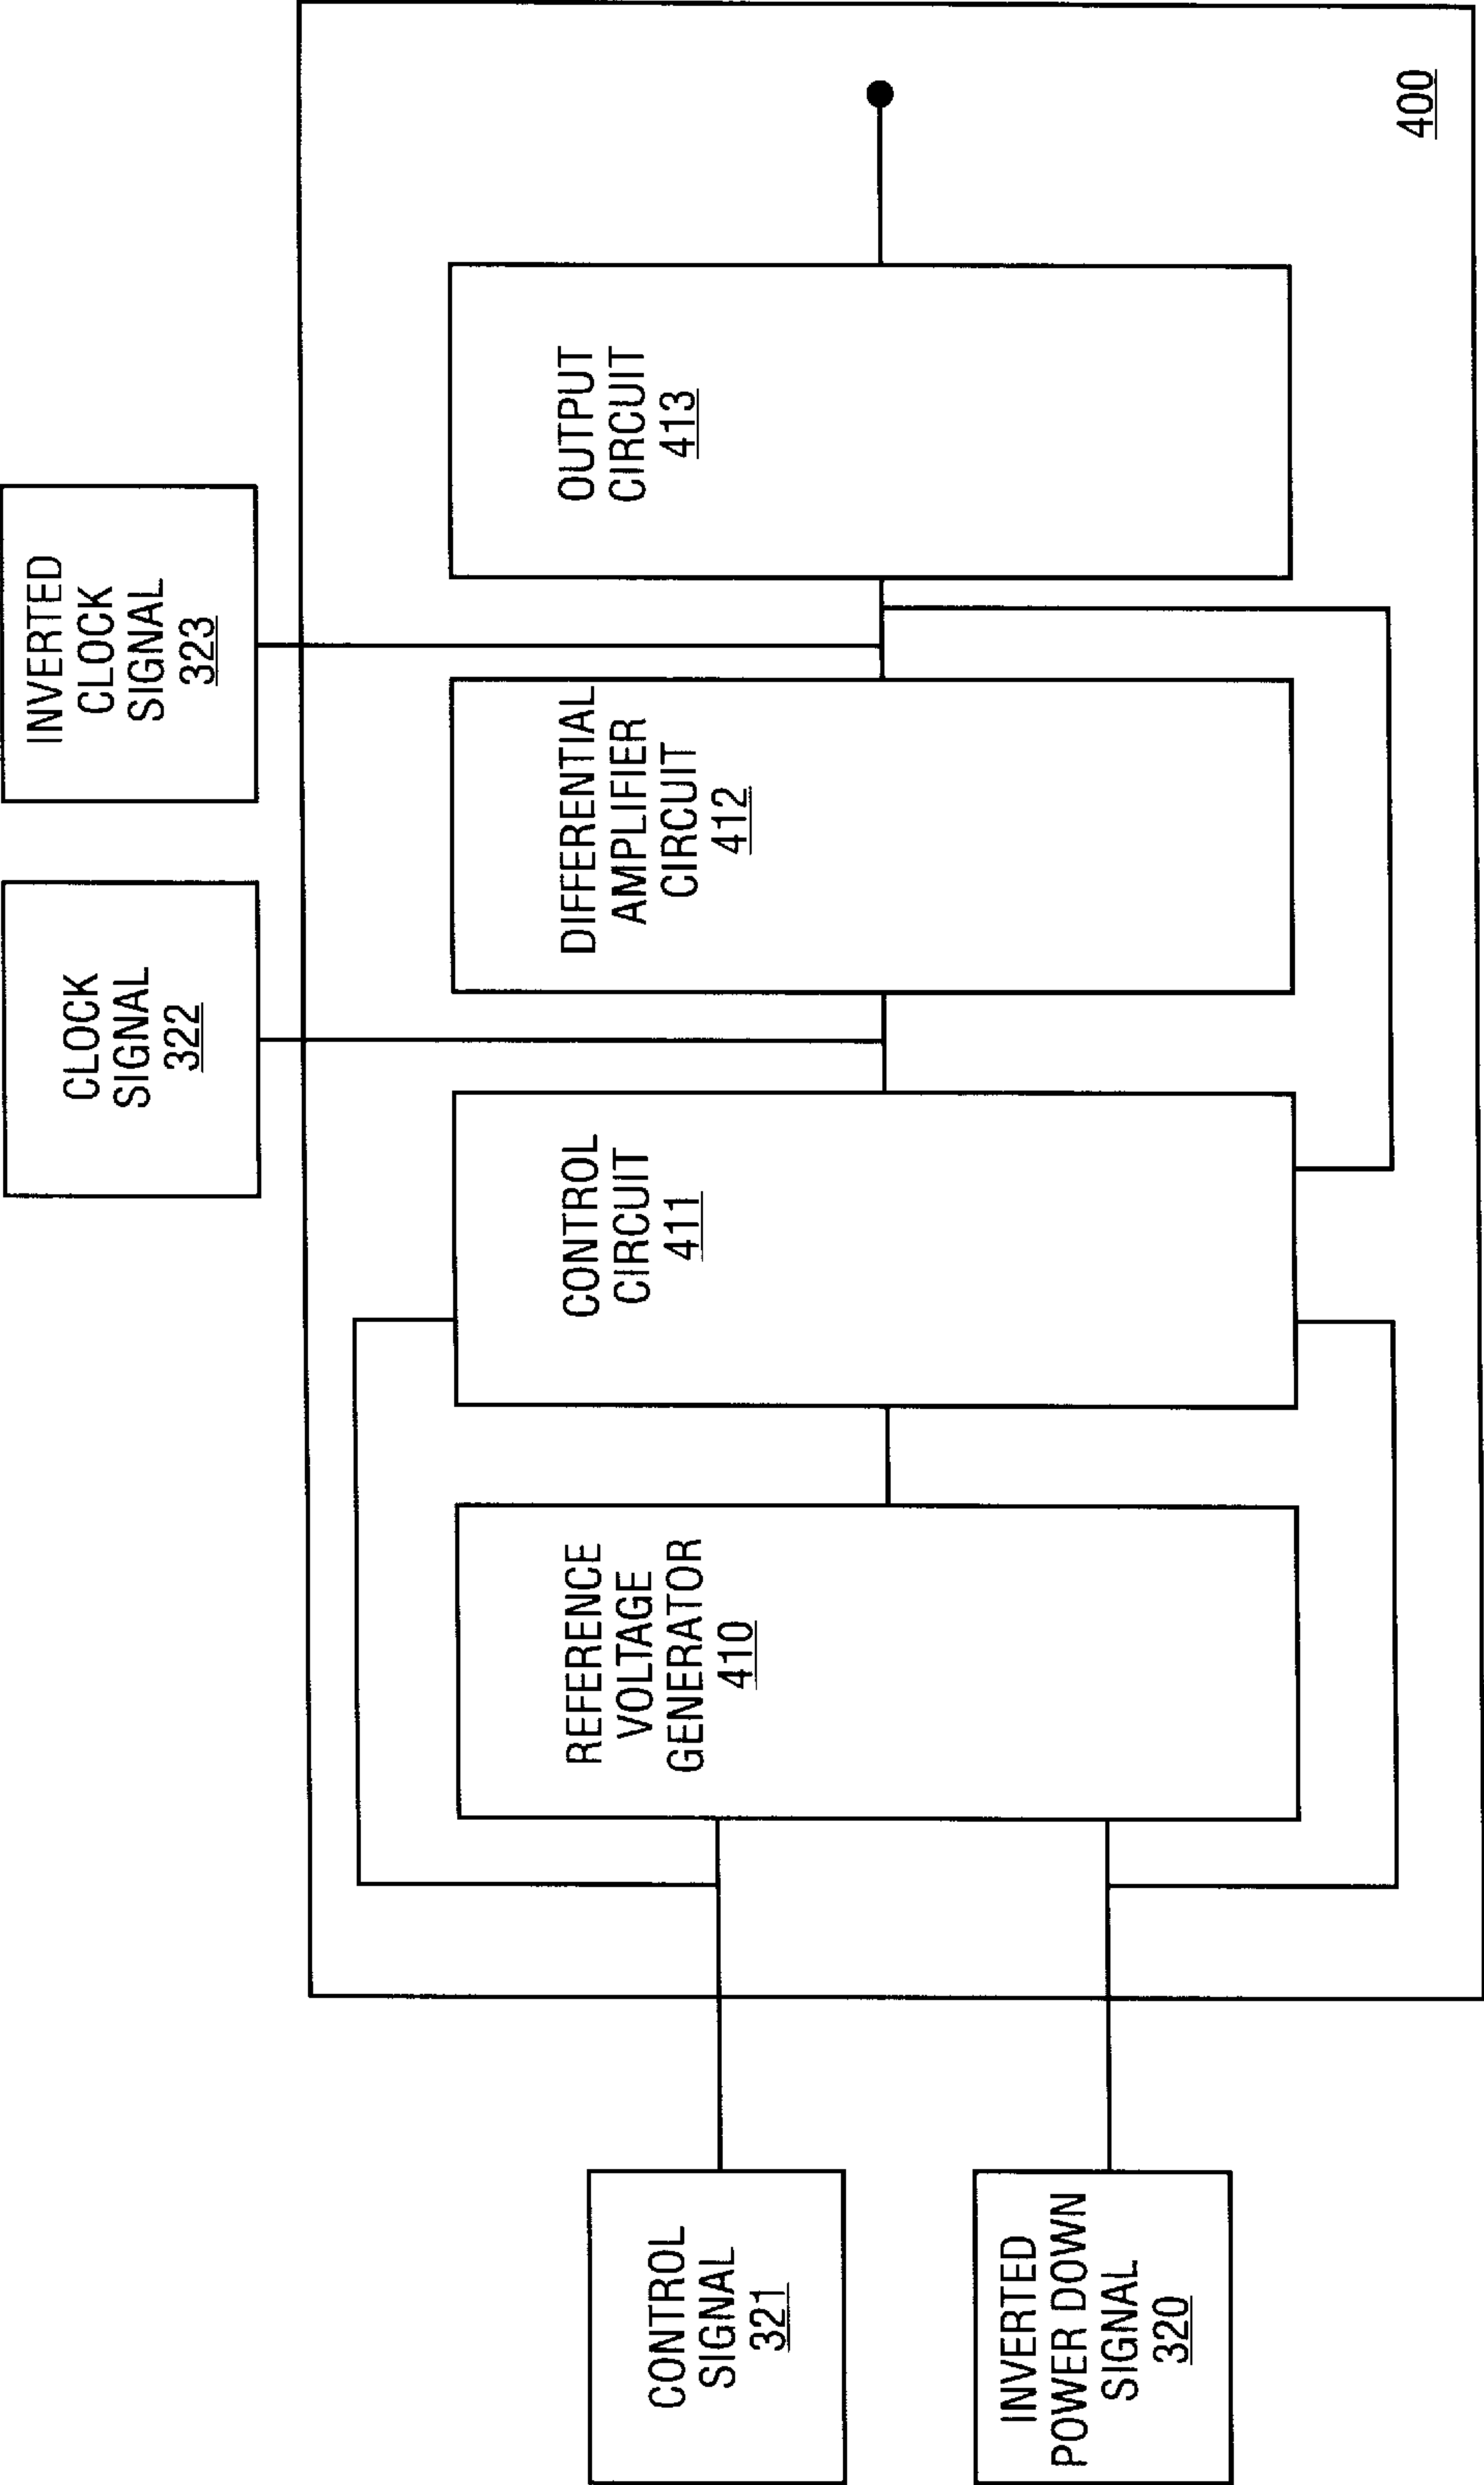 INVERTED
CLOCK
SIGNAL
323
CLOCK
SIGNAL
322
400
REFERENCE
VOLTAGE
GENERATOR
410
CONTROL
CIRCUIT
411
DIFFERENTIAL
AMPLIFIER
CIRCUIT
412
OUTPUT
CIRCUIT
413
CONTROL
SIGNAL
321
INVERTED
POWER DOWN
SIGNAL
320